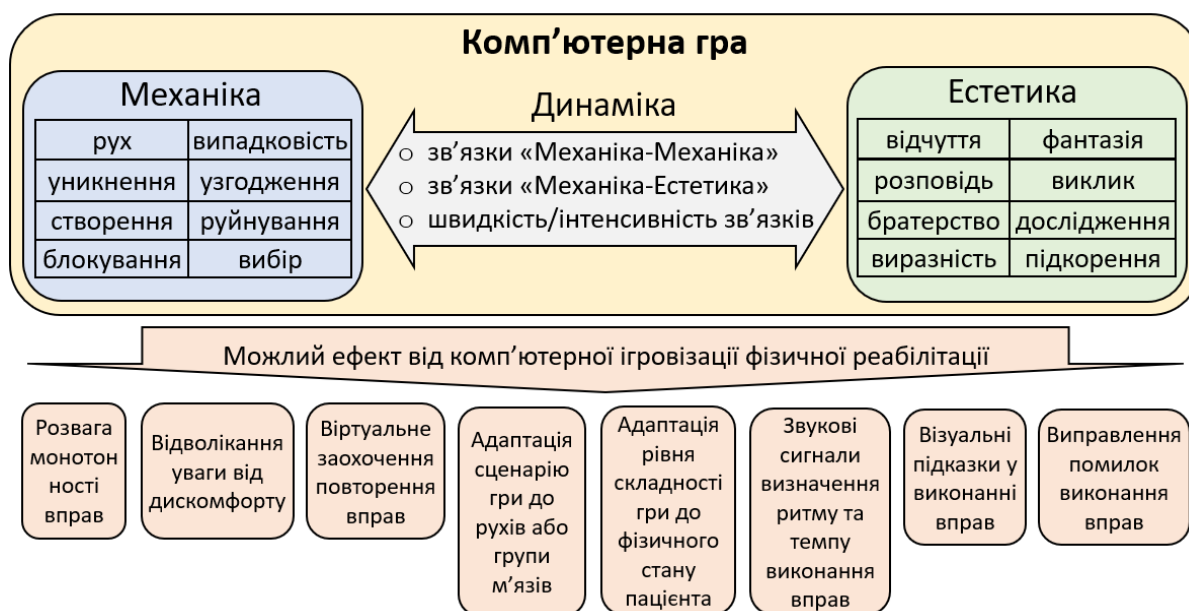 Комп’ютерна гра
Механіка
рух випадковість
уникнення узгодження
створення руйнування
блокування вибір
Динаміка
зв’язки «Механіка-Механіка»
зв’язки «Механіка-Естетика»
швидкість/інтенсивність зв’язків
Естетика
відчуття фантазія
розповідь виклик
братерство дослідження
виразність підкорення
Можлий ефект від комп’ютерної ігровізації фізичної реабілітації
Розвага
монотон
ності
вправ
Відволікання
уваги від
дискомфорту
Віртуальне
заохочення
повторення
вправ
Адаптація
сценарію
гри до
рухів або
групи
м’язів
Адаптація
рівня
складності
гри до
фізичного
стану
пацієнта
Звукові
сигнали
визначення
ритму та
темпу
виконання
вправ
Візуальні
підказки у
виконанні
вправ
Виправлення
помилок
виконання
вправ